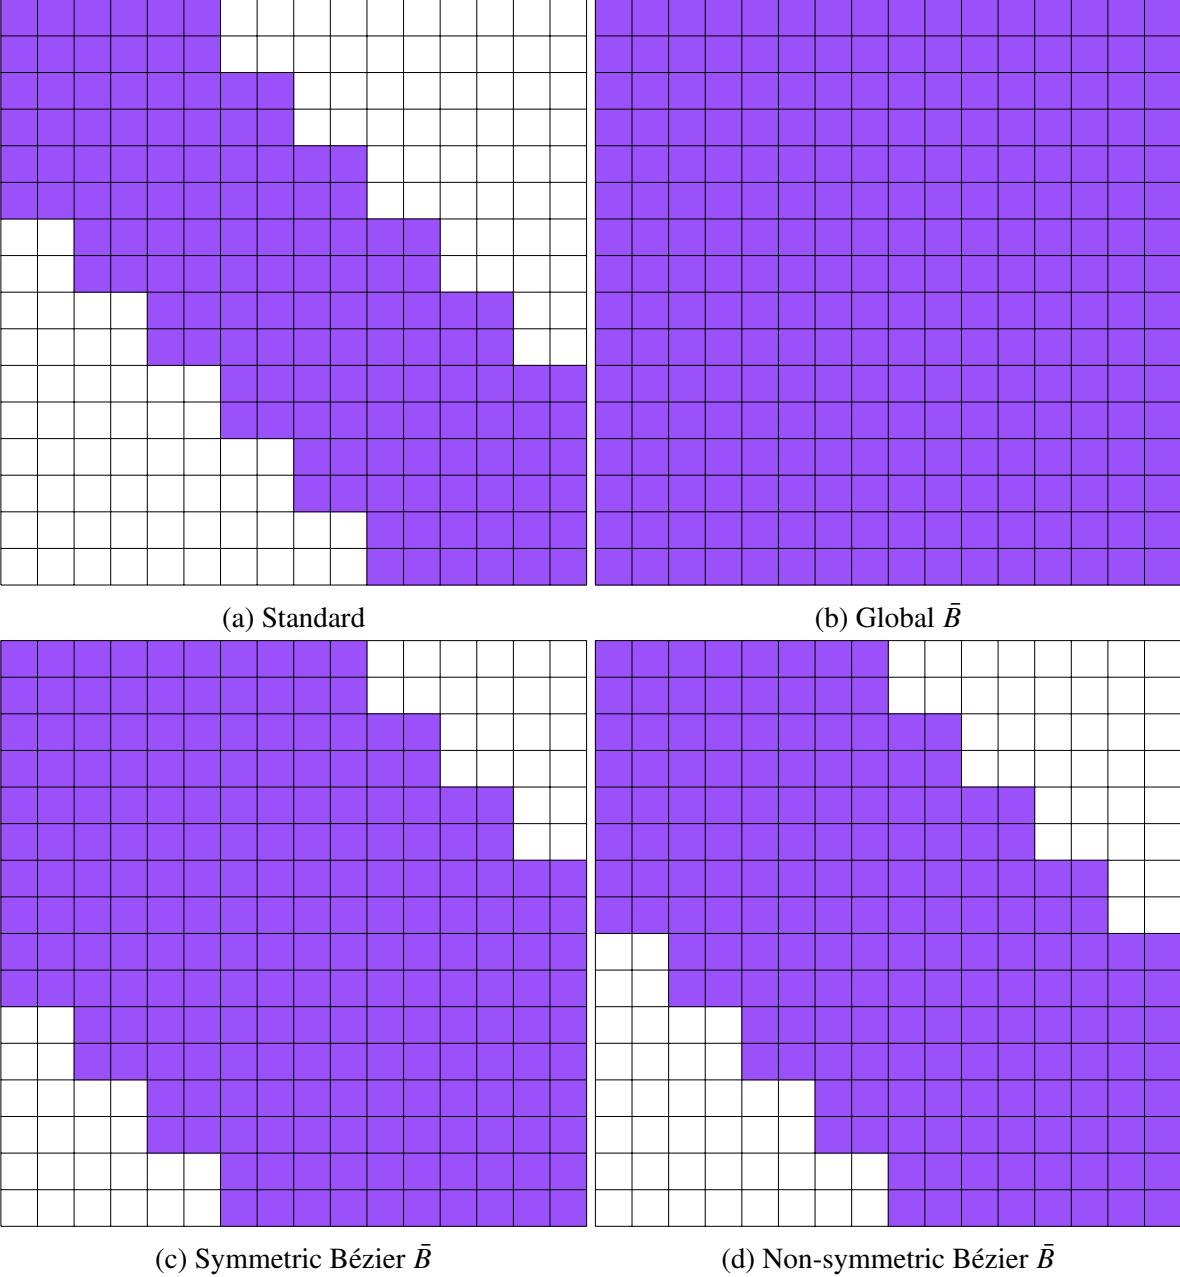 (a) Standard
(b) Global B̄
(c) Symmetric Bézier B̄
(d) Non-symmetric Bézier B̄